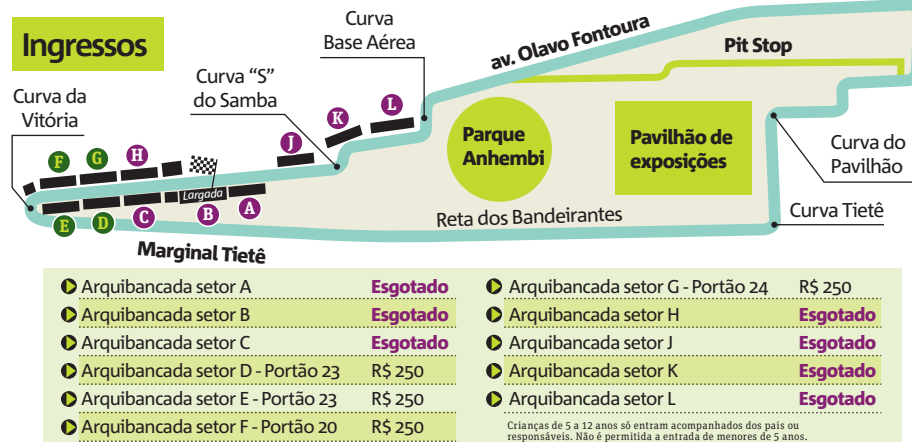 Ingressos
Curva
Base Aérea
av. Olavo Fontoura
Pit Stop
Curva "S"
do Samba
Curva da
Vitória
L
K
J
H
G
F
Largada
Parque
Anhembi
Pavilhão de
exposições
Curva do
Pavilhão
A
B
C
D
E
Reta dos Bandeirantes
Curva Tietê
Marginal Tietê
Arquibancada setor A Esgotado
Arquibancada setor B Esgotado
Arquibancada setor C Esgotado
Arquibancada setor D - Portão 23 R$ 250
Arquibancada setor E - Portão 23 R$ 250
Arquibancada setor F - Portão 20 R$ 250
Arquibancada setor G - Portão 24 R$ 250
Arquibancada setor H Esgotado
Arquibancada setor J Esgotado
Arquibancada setor K Esgotado
Arquibancada setor L Esgotado
Crianças de 5 a 12 anos só entram acompanhados dos pais ou
responsáveis. Não é permitida a entrada de menores de 5 anos.